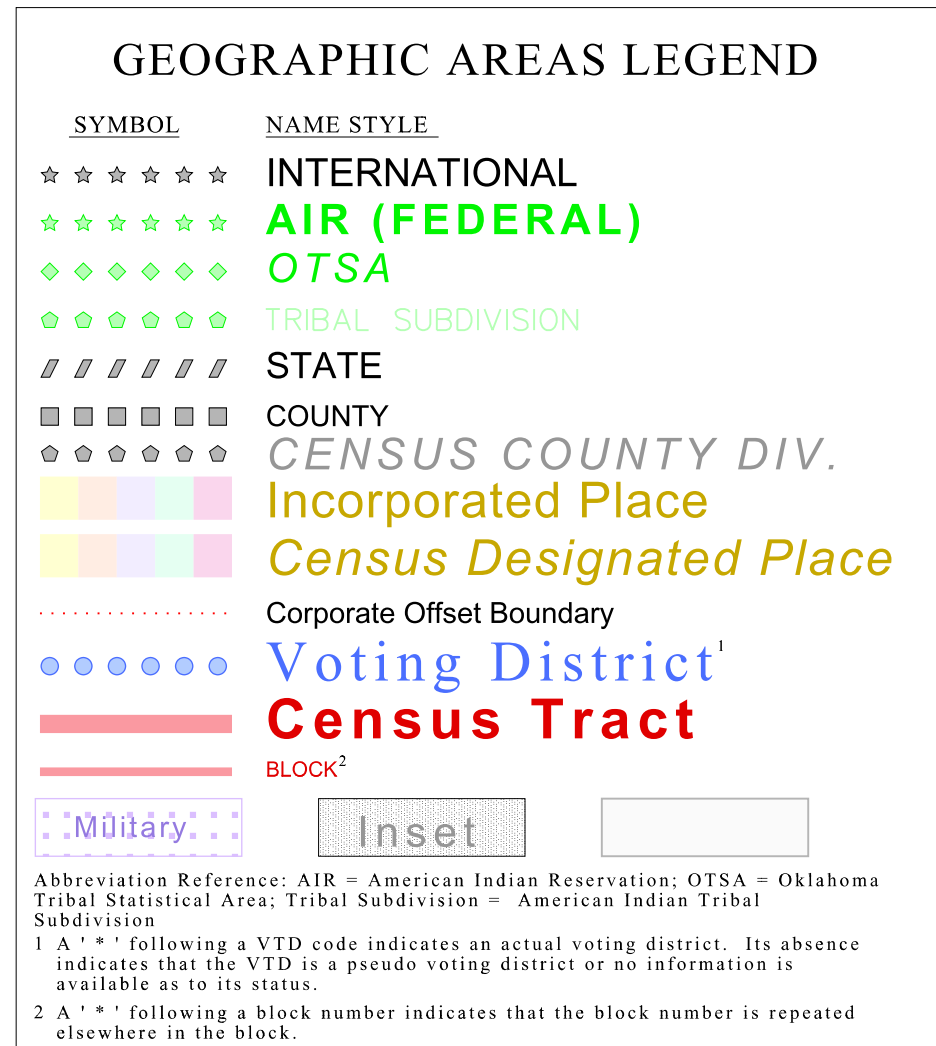 GEOGRAPHIC AREAS LEGEND
SYMBOL NAME STYLE
INTERNATIONAL
AIR (FEDERAL)
OTSA
TRIBAL SUBDIVISION
STATE
COUNTY
CENSUS COUNTY DIV.
Incorporated Place
Census Designated Place
Corporate Offset Boundary
Voting District¹
Census Tract
BLOCK²
Military Inset
Abbreviation Reference: AIR = American Indian Reservation; OTSA = Oklahoma
Tribal Statistical Area; Tribal Subdivision = American Indian Tribal
Subdivision
1 A ' * ' following a VTD code indicates an actual voting district. Its absence
indicates that the VTD is a pseudo voting district or no information is
available as to its status.
2 A ' * ' following a block number indicates that the block number is repeated
elsewhere in the block.